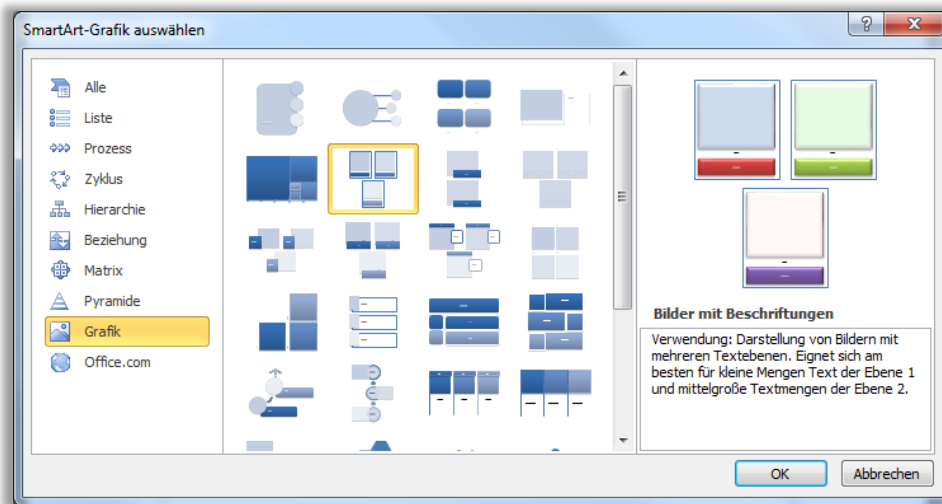 SmartArt-Grafik auswählen
Alle
Liste
Prozess
Zyklus
Hierarchie
Beziehung
Matrix
Pyramide
Grafik
Office.com
Bilder mit Beschriftungen
Verwendung: Darstellung von Bildern mit
mehreren Textebenen. Eignet sich am
besten für kleine Mengen Text der Ebene 1
und mittelgroße Textmengen der Ebene 2.
OK
Abbrechen